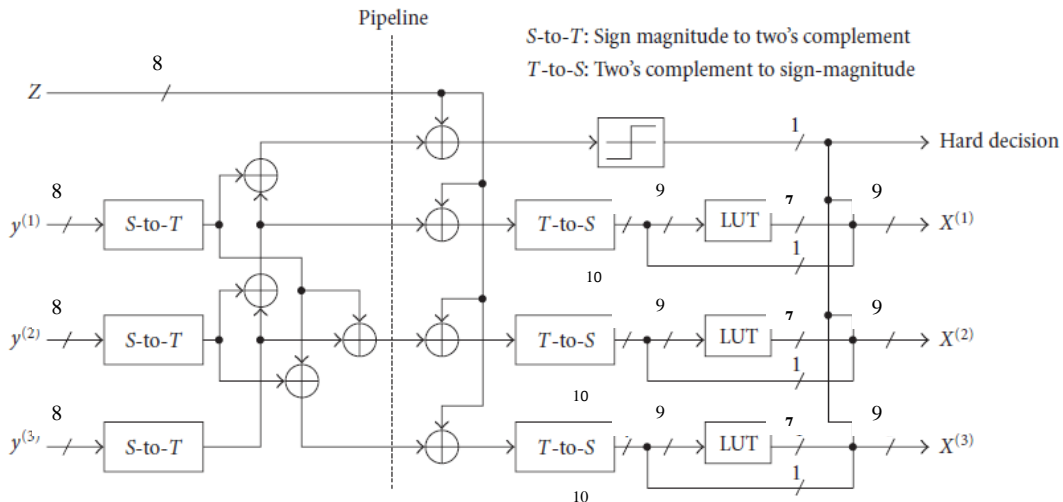 Pipeline
S-to-T: Sign magnitude to two's complement
T-to-S: Two's complement to sign-magnitude
8
Z
1
Hard decision
8
y(1)
S-to-T
T-to-S
9
LUT
7
9
X(1)
1
10
8
y(2)
S-to-T
T-to-S
9
LUT
7
9
X(2)
1
10
8
y(3)
S-to-T
T-to-S
9
LUT
7
9
X(3)
1
10